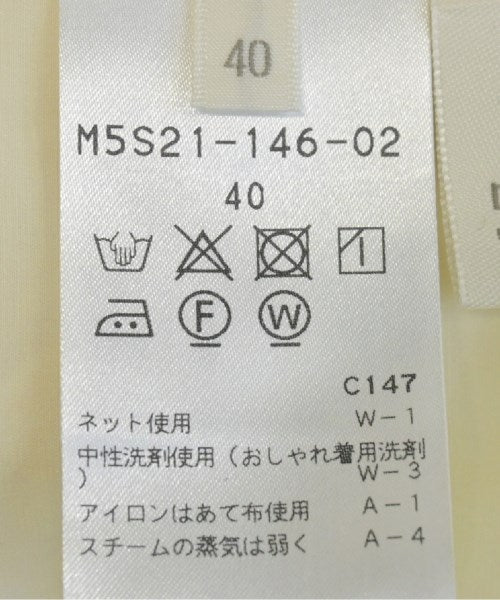 40
M5S21-146-02
40
F W
C147
ネット使用 W-1
中性洗剤使用(おしゃれ着用洗剤
) W-3
アイロンはあて布使用 A-1
スチームの蒸気は弱く A-4